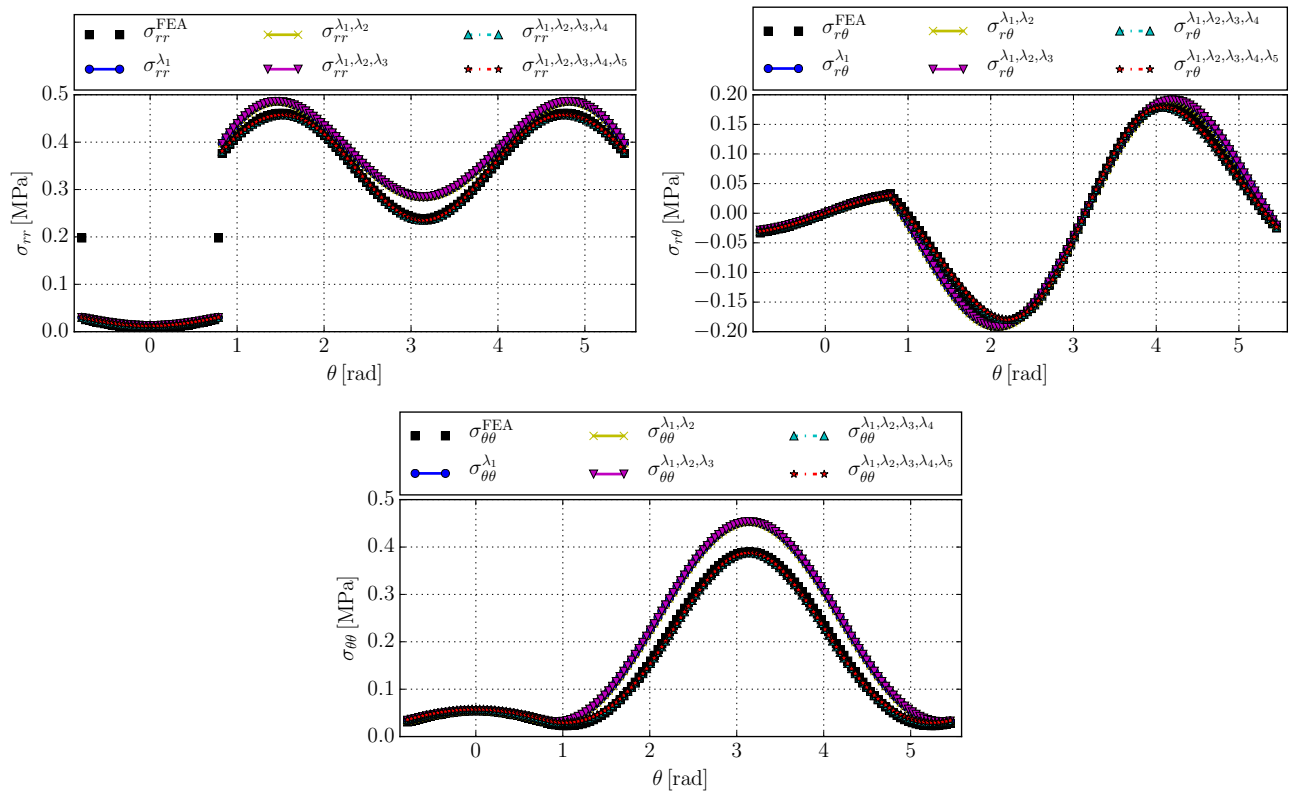 σ_rr^FEA σ_rr^λ1,λ2 σ_rr^λ1,λ2,λ3,λ4
σ_rr^λ1 σ_rr^λ1,λ2,λ3 σ_rr^λ1,λ2,λ3,λ4,λ5
0.5
0.4
0.3
0.2
0.1
0.0
σ_rr [MPa]
0 1 2 3 4 5
θ [rad]
σ_rθ^FEA σ_rθ^λ1,λ2 σ_rθ^λ1,λ2,λ3,λ4
σ_rθ^λ1 σ_rθ^λ1,λ2,λ3 σ_rθ^λ1,λ2,λ3,λ4,λ5
0.20
0.15
0.10
0.05
0.00
−0.05
−0.10
−0.15
−0.20
σ_rθ [MPa]
0 1 2 3 4 5
θ [rad]
σ_θθ^FEA σ_θθ^λ1,λ2 σ_θθ^λ1,λ2,λ3,λ4
σ_θθ^λ1 σ_θθ^λ1,λ2,λ3 σ_θθ^λ1,λ2,λ3,λ4,λ5
0.5
0.4
0.3
0.2
0.1
0.0
σ_θθ [MPa]
0 1 2 3 4 5
θ [rad]